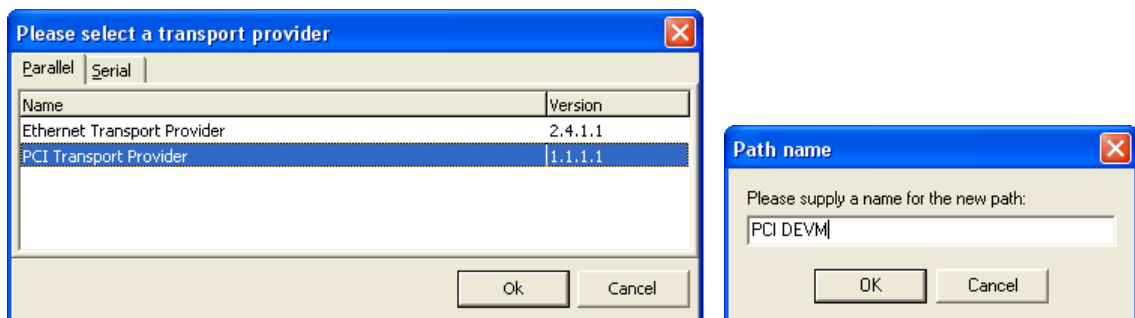 Please select a transport provider
Parallel Serial
Name Version
Ethernet Transport Provider 2.4.1.1
PCI Transport Provider 1.1.1.1
Ok Cancel
Path name
Please supply a name for the new path:
PCI DEVM
OK Cancel